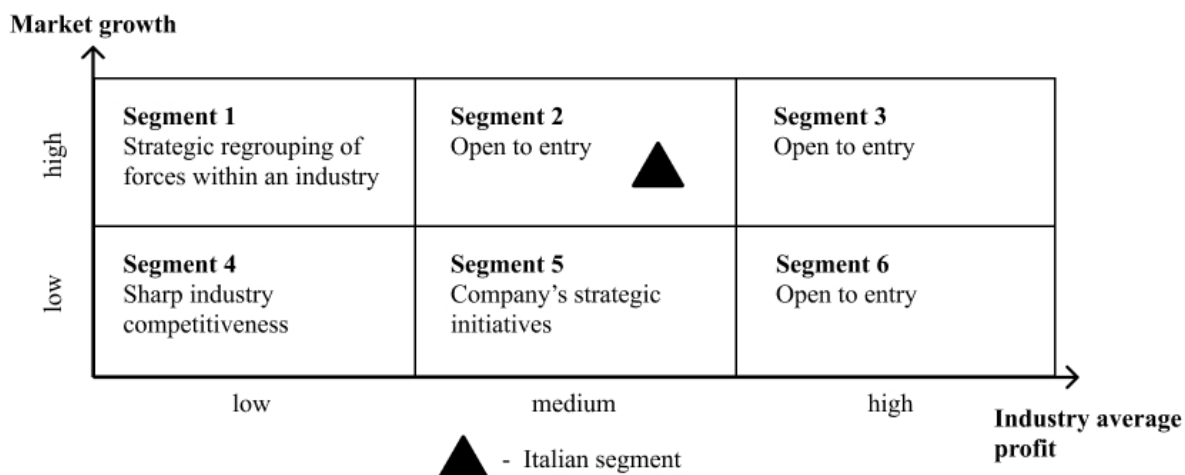 Market growth
high
Segment 1
Strategic regrouping of
forces within an industry
Segment 2
Open to entry
Segment 3
Open to entry
low
Segment 4
Sharp industry
competitiveness
Segment 5
Company’s strategic
initiatives
Segment 6
Open to entry
low
medium
high
Industry average
profit
- Italian segment